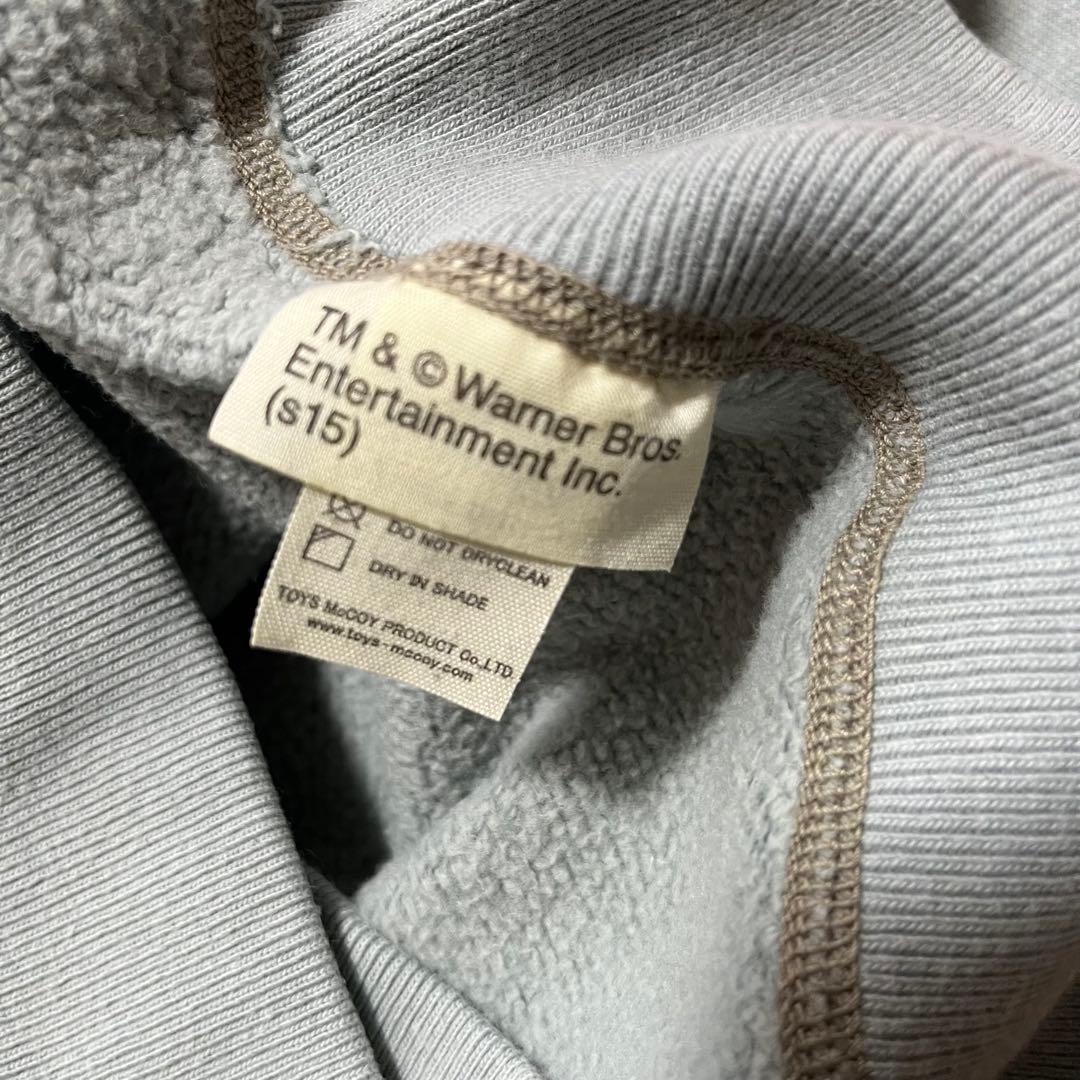 TM & © Warner Bros.
Entertainment Inc.
(s15)
DO NOT DRYCLEAN
DRY IN SHADE
TOYS McCOY PRODUCT Co.,LTD.
www.toys-mccoy.com